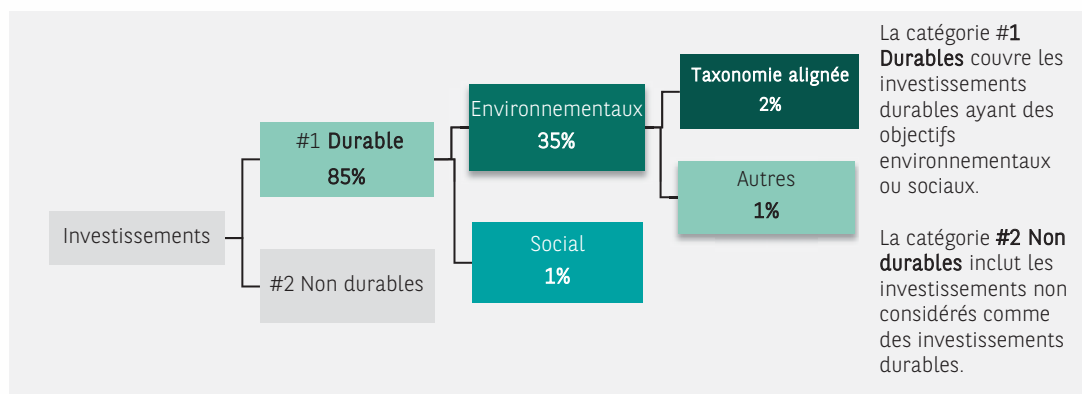 Investissements
#1 Durable
85%
#2 Non durables
Environnementaux
35%
Social
1%
Taxonomie alignée
2%
Autres
1%
La catégorie #1
Durables couvre les
investissements
durables ayant des
objectifs
environnementaux
ou sociaux.
La catégorie #2 Non
durables inclut les
investissements non
considérés comme
des investissements
durables.